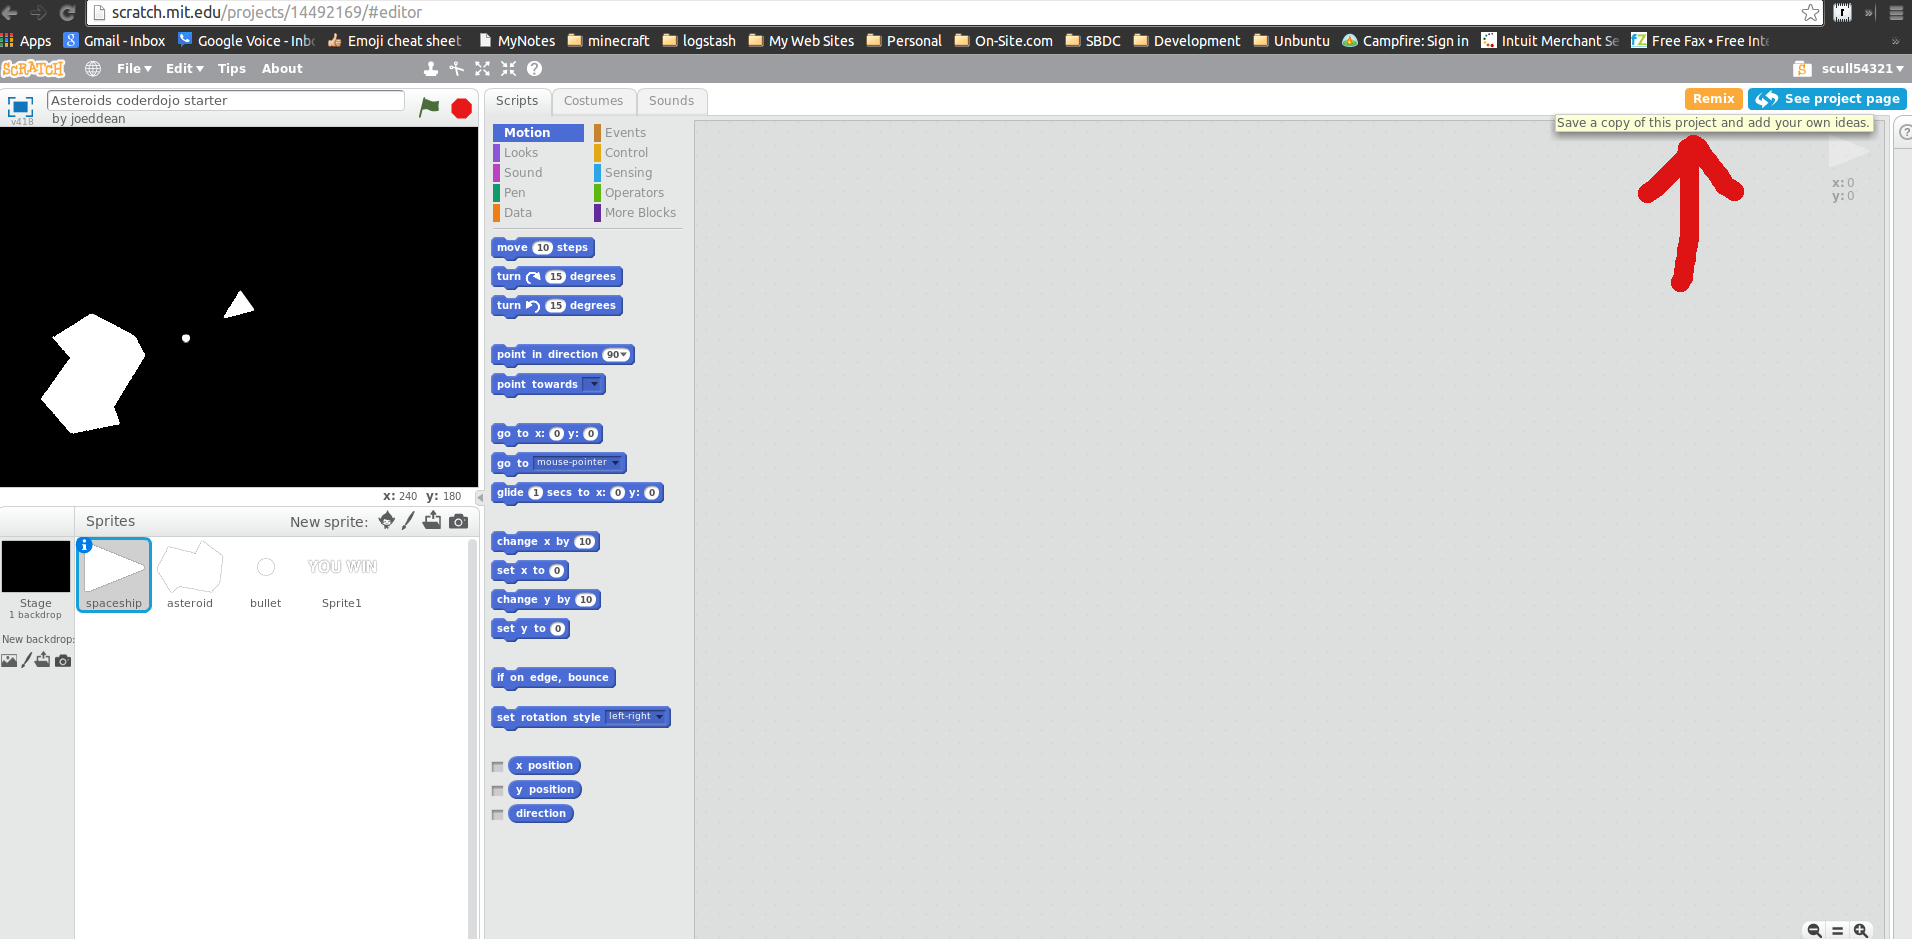 scratch.mit.edu/projects/14492169/#editor
Apps Gmail - Inbox Google Voice - Inb Emoji cheat sheet MyNotes minecraft logstash My Web Sites Personal On-Site.com SBDC Development Unbuntu Campfire: Sign in Intuit Merchant Se Free Fax • Free Inte
SCRATCH File Edit Tips About scull54321
Asteroids coderdojo starter
by joeddean
v418
Scripts Costumes Sounds
Remix See project page
Save a copy of this project and add your own ideas.
Motion Events
Looks Control
Sound Sensing
Pen Operators
Data More Blocks
x: 0
y: 0
move 10 steps
turn 15 degrees
turn 15 degrees
point in direction 90
point towards
go to x: 0 y: 0
go to mouse-pointer
glide 1 secs to x: 0 y: 0
change x by 10
set x to 0
change y by 10
set y to 0
if on edge, bounce
set rotation style left-right
x position
y position
direction
x: 240 y: 180
Sprites New sprite:
YOU WIN
spaceship asteroid bullet Sprite1
Stage
1 backdrop
New backdrop: